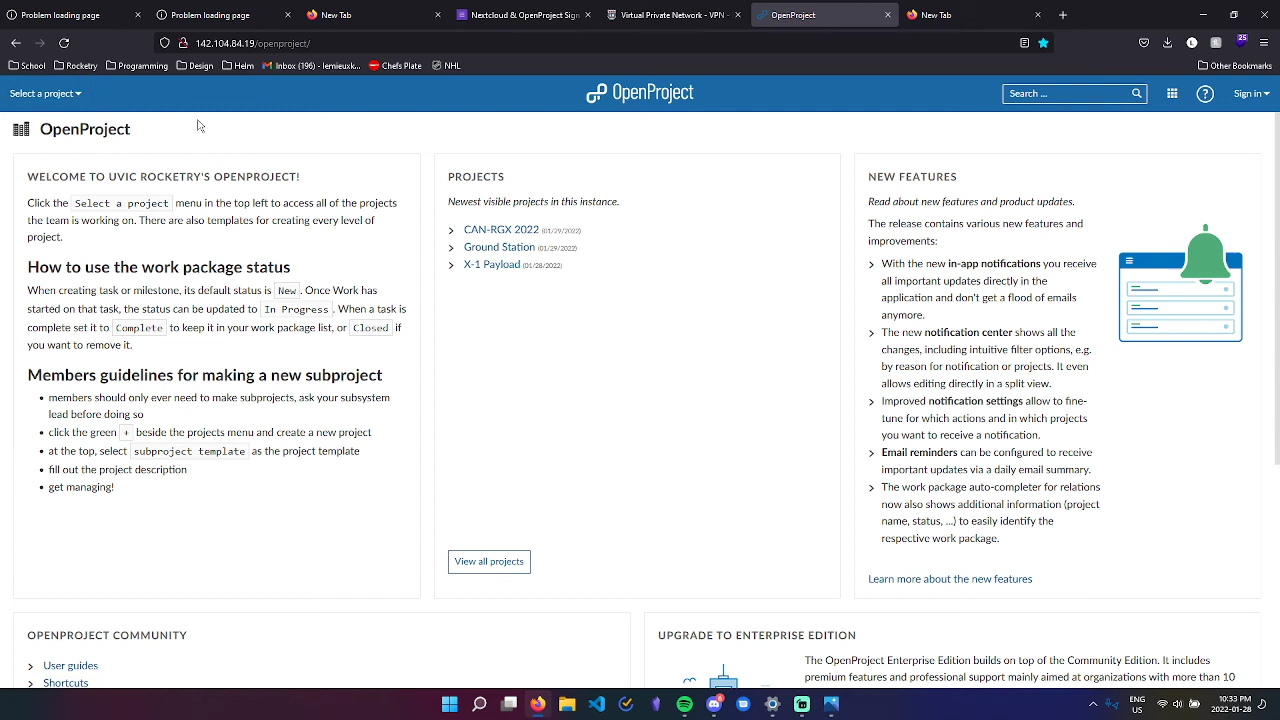 Problem loading page
Problem loading page
New Tab
Nextcloud & OpenProject Sign
Virtual Private Network - VPN -
OpenProject
New Tab
142.104.84.19/openproject/
25
School
Rocketry
Programming
Design
Helm
Inbox (196) - lemieuxk...
Chefs Plate
NHL
Other Bookmarks
Select a project
OpenProject
Search ...
?
Sign in
OpenProject
WELCOME TO UVIC ROCKETRY'S OPENPROJECT!
Click the Select a project menu in the top left to access all of the projects
the team is working on. There are also templates for creating every level of
project.
How to use the work package status
When creating task or milestone, its default status is New. Once Work has
started on that task, the status can be updated to In Progress. When a task is
complete set it to Complete to keep it in your work package list, or Closed if
you want to remove it.
Members guidelines for making a new subproject
members should only ever need to make subprojects, ask your subsystem
lead before doing so
click the green + beside the projects menu and create a new project
at the top, select subproject template as the project template
fill out the project description
get managing!
PROJECTS
Newest visible projects in this instance.
CAN-RGX 2022 (01/29/2022)
Ground Station (01/29/2022)
X-1 Payload (01/28/2022)
View all projects
NEW FEATURES
Read about new features and product updates.
The release contains various new features and
improvements:
With the new in-app notifications you receive
all important updates directly in the
application and don't get a flood of emails
anymore.
The new notification center shows all the
changes, including intuitive filter options, e.g.
by reason for notification or projects. It even
allows editing directly in a split view.
Improved notification settings allow to fine-
tune for which actions and in which projects
you want to receive a notification.
Email reminders can be configured to receive
important updates via a daily email summary.
The work package auto-completer for relations
now also shows additional information (project
name, status, ...) to easily identify the
respective work package.
Learn more about the new features
OPENPROJECT COMMUNITY
User guides
Shortcuts
UPGRADE TO ENTERPRISE EDITION
The OpenProject Enterprise Edition builds on top of the Community Edition. It includes
premium features and professional support mainly aimed at organizations with more than 10
ENG
US
10:33 PM
2022-01-28